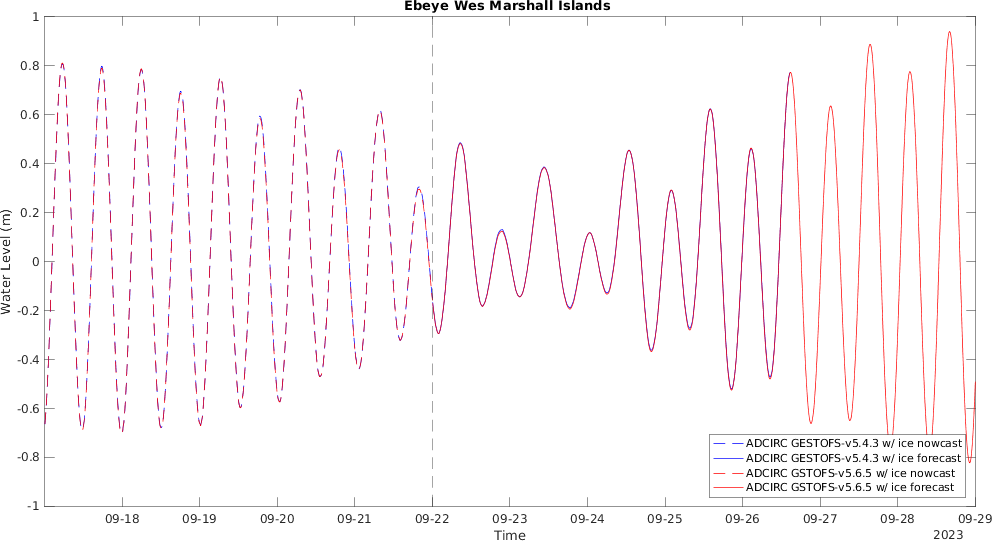 Ebeye Wes Marshall Islands
1
0.8
0.6
0.4
0.2
0
-0.2
-0.4
-0.6
-0.8
-1
Water Level (m)
ADCIRC GESTOFS-v5.4.3 w/ ice nowcast
ADCIRC GESTOFS-v5.4.3 w/ ice forecast
ADCIRC GSTOFS-v5.6.5 w/ ice nowcast
ADCIRC GSTOFS-v5.6.5 w/ ice forecast
09-18 09-19 09-20 09-21 09-22 09-23 09-24 09-25 09-26 09-27 09-28 09-29
Time
2023